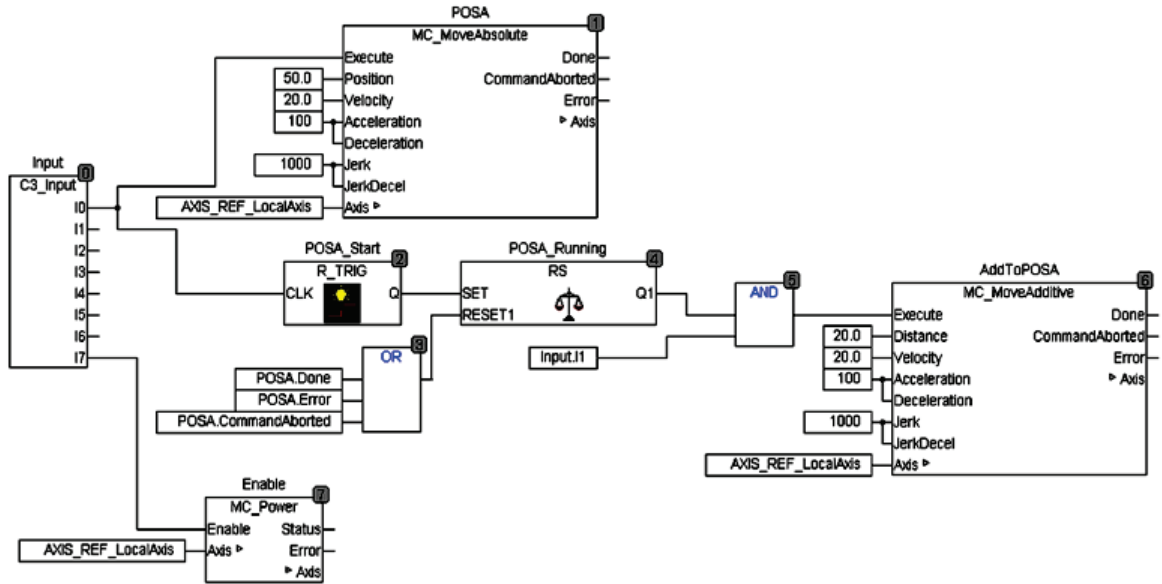 POSA
1
MC_MoveAbsolute
Execute Done
50.0 Position CommandAborted
20.0 Velocity Error
100 Acceleration Axis
Deceleration
1000 Jerk
JerkDecel
AXIS_REF_LocalAxis Axis
Input
0
C3_Input
I0
I1
I2
I3
I4
I5
I6
I7
POSA_Start
2
R_TRIG
CLK Q
POSA_Running
4
RS
SET Q1
RESET1
3
OR
POSA.Done
POSA.Error
POSA.CommandAborted
5
AND
Input.I1
AddToPOSA
6
MC_MoveAdditive
Execute Done
20.0 Distance CommandAborted
20.0 Velocity Error
100 Acceleration Axis
Deceleration
1000 Jerk
JerkDecel
AXIS_REF_LocalAxis Axis
Enable
7
MC_Power
Enable Status
AXIS_REF_LocalAxis Axis Error
Axis